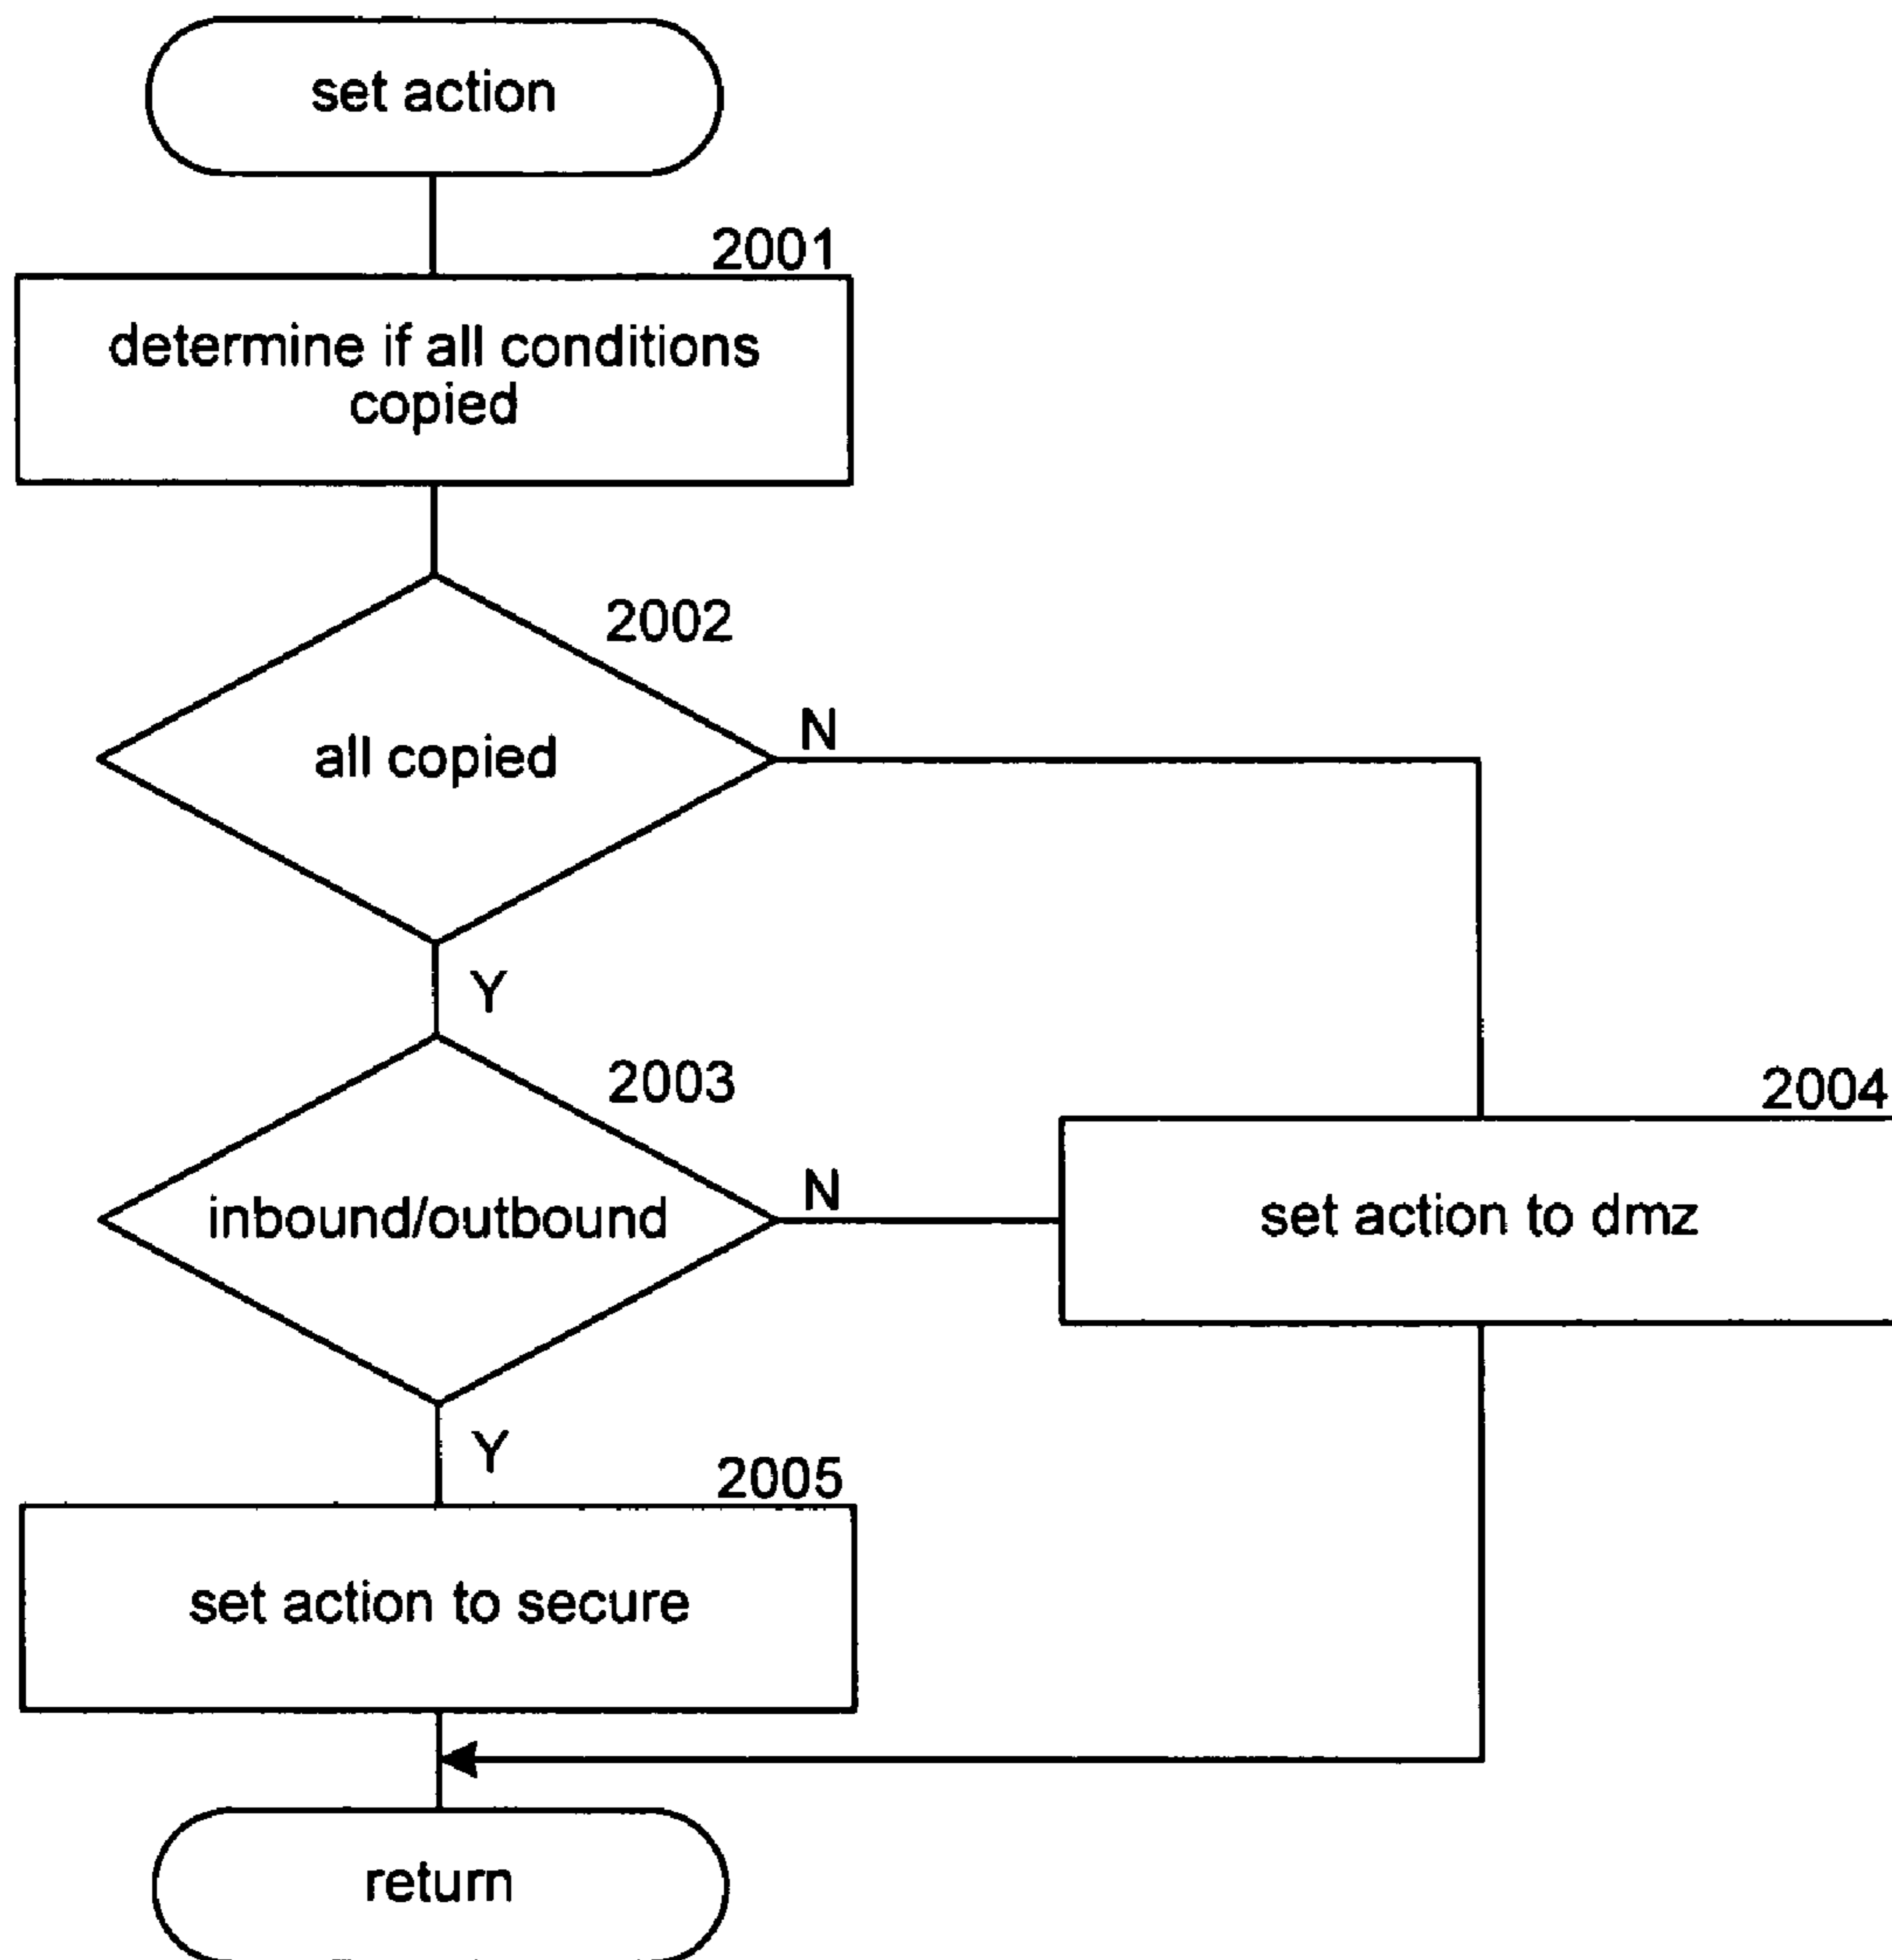 set action
2001
determine if all conditions
copied
2002
all copied
N
Y
2003
inbound/outbound
N
2004
set action to dmz
Y
2005
set action to secure
return